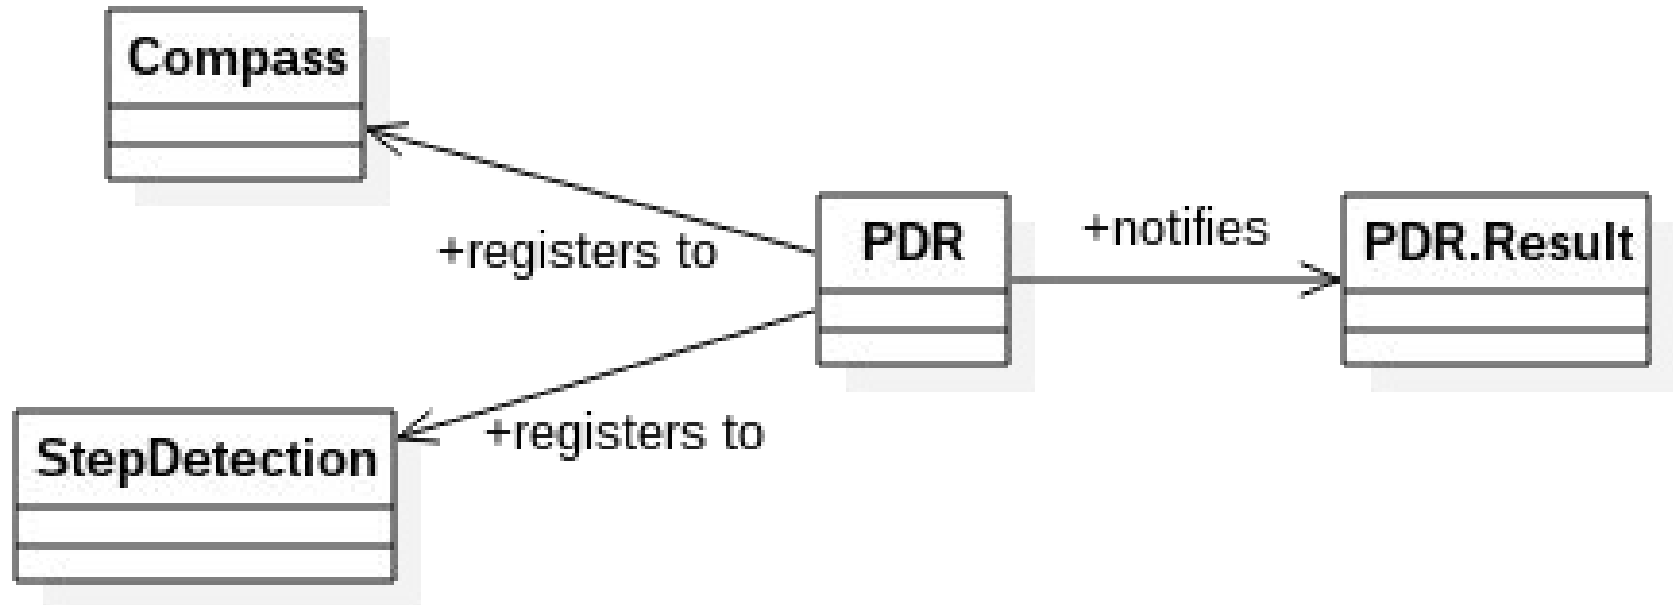 Compass
+registers to
PDR
+notifies
PDR.Result
+registers to
StepDetection